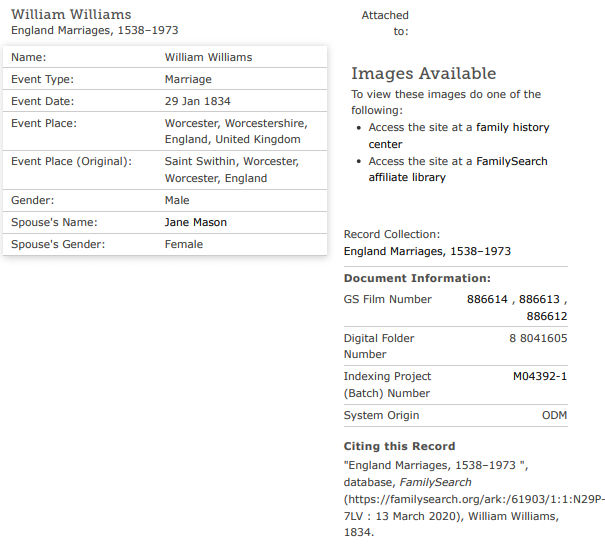 William Williams
England Marriages, 1538–1973
Name: William Williams
Event Type: Marriage
Event Date: 29 Jan 1834
Event Place: Worcester, Worcestershire,
England, United Kingdom
Event Place (Original): Saint Swithin, Worcester,
Worcester, England
Gender: Male
Spouse's Name: Jane Mason
Spouse's Gender: Female
Attached
to:
Images Available
To view these images do one of the
following:
• Access the site at a family history
center
• Access the site at a FamilySearch
affiliate library
Record Collection:
England Marriages, 1538–1973
Document Information:
GS Film Number 886614 , 886613 ,
886612
Digital Folder 8 8041605
Number
Indexing Project M04392-1
(Batch) Number
System Origin ODM
Citing this Record
"England Marriages, 1538–1973 ",
database, FamilySearch
(https://familysearch.org/ark:/61903/1:1:N29P-
7LV : 13 March 2020), William Williams,
1834.